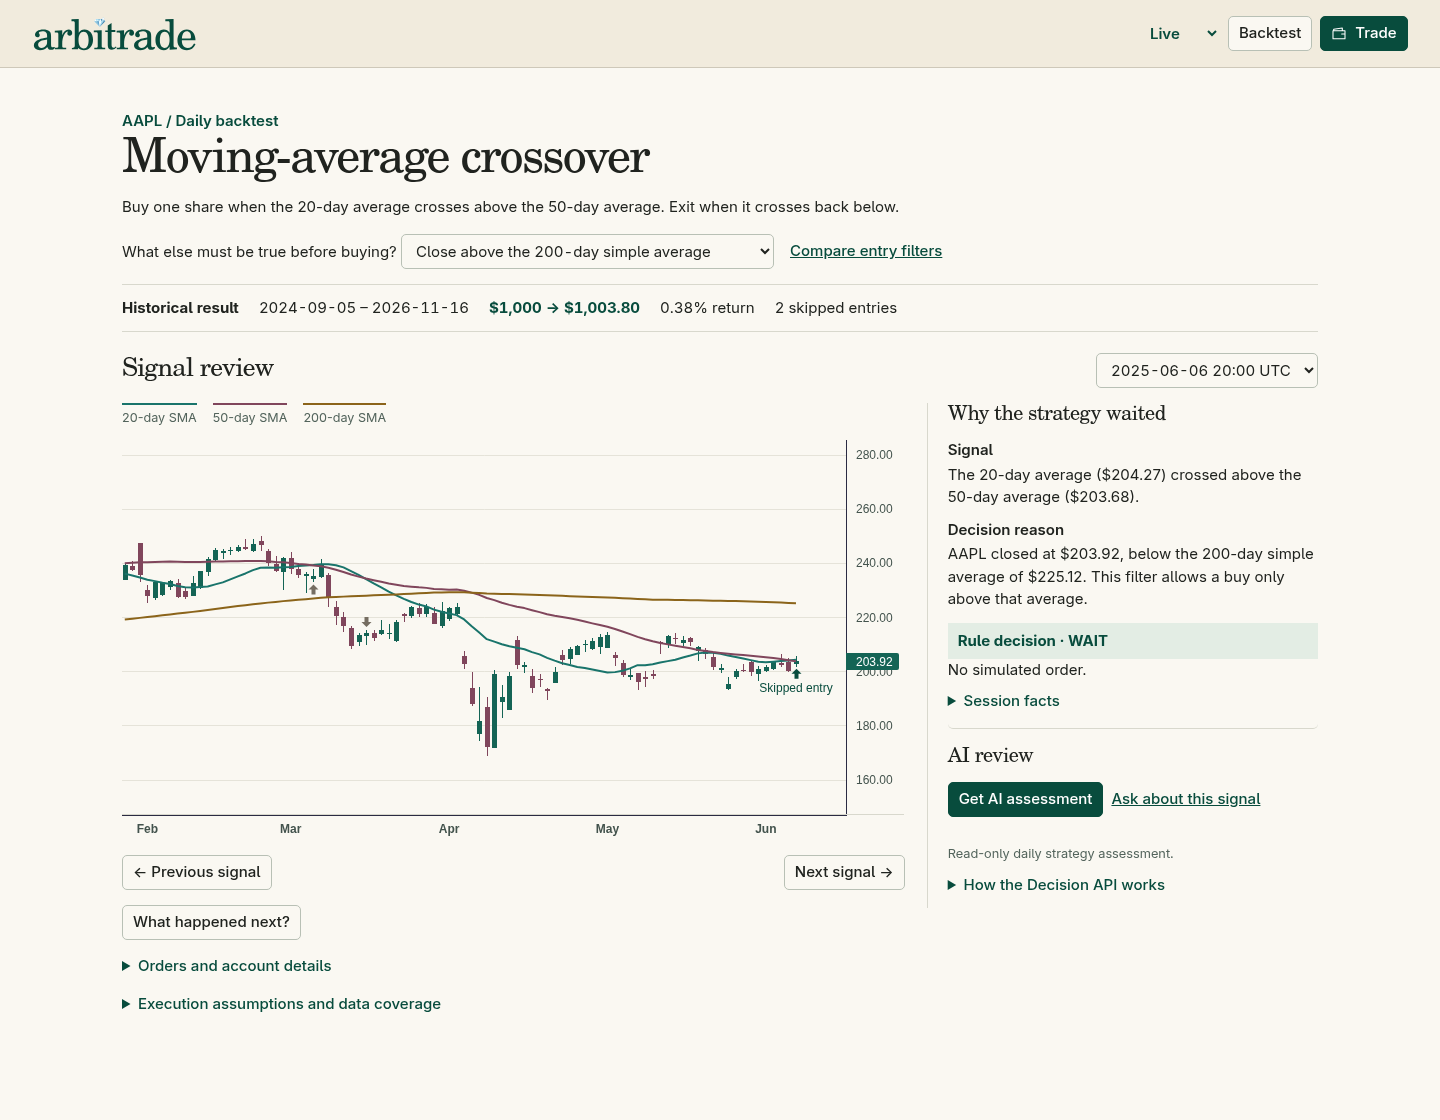 arbitrade
Live
Backtest
Trade
AAPL / Daily backtest
Moving-average crossover
Buy one share when the 20-day average crosses above the 50-day average. Exit when it crosses back below.
What else must be true before buying? Close above the 200-day simple average Compare entry filters
Historical result 2024-09-05 – 2026-11-16 $1,000 → $1,003.80 0.38% return 2 skipped entries
Signal review
2025-06-06 20:00 UTC
20-day SMA 50-day SMA 200-day SMA
280.00
260.00
240.00
220.00
203.92
200.00
180.00
160.00
Skipped entry
Feb Mar Apr May Jun
← Previous signal
Next signal →
What happened next?
Orders and account details
Execution assumptions and data coverage
Why the strategy waited
Signal
The 20-day average ($204.27) crossed above the
50-day average ($203.68).
Decision reason
AAPL closed at $203.92, below the 200-day simple
average of $225.12. This filter allows a buy only
above that average.
Rule decision · WAIT
No simulated order.
Session facts
AI review
Get AI assessment Ask about this signal
Read-only daily strategy assessment.
How the Decision API works